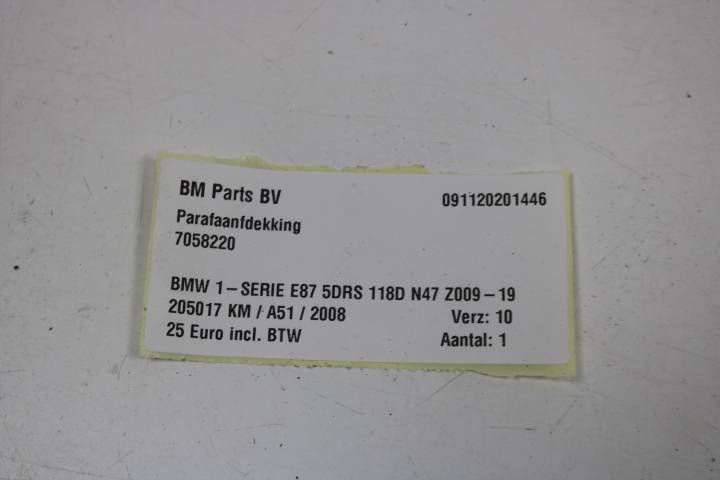 BM Parts BV 091120201446
Parafaanfdekking
7058220
BMW 1-SERIE E87 5DRS 118D N47 Z009-19
205017 KM / A51 / 2008 Verz: 10
25 Euro incl. BTW Aantal: 1